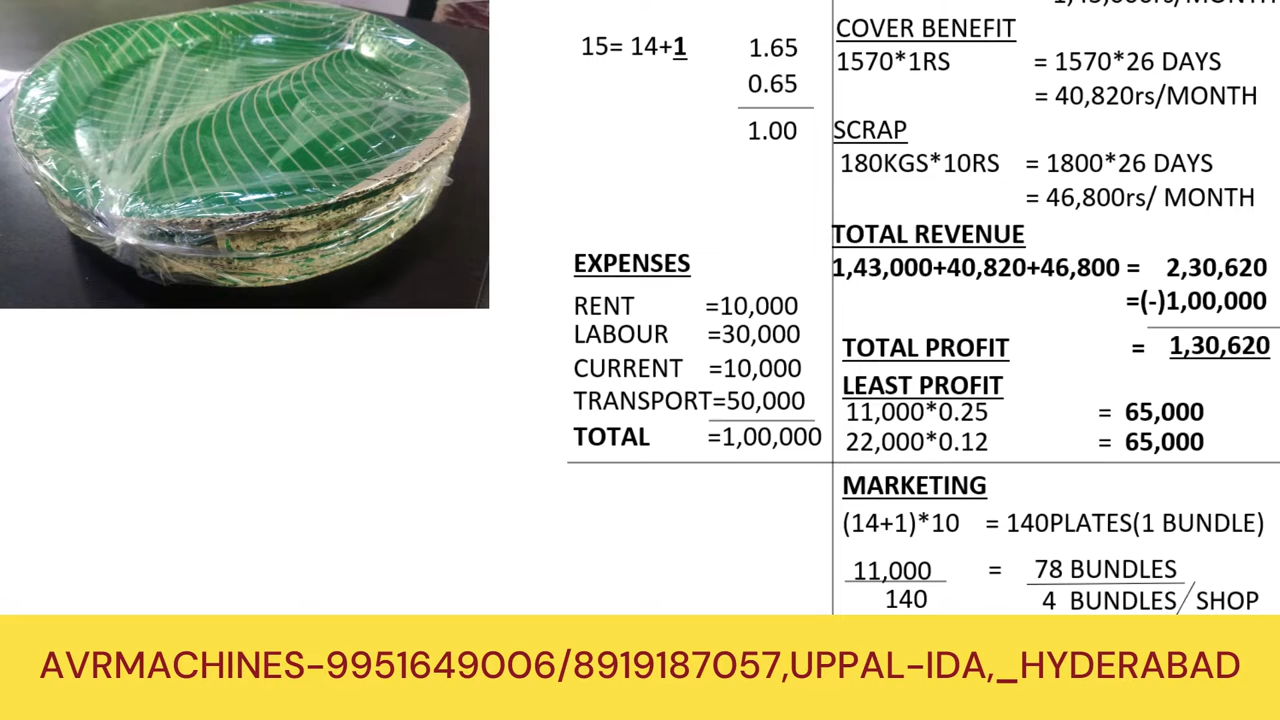 15= 14+1 1.65
0.65
1.00
EXPENSES
RENT =10,000
LABOUR =30,000
CURRENT =10,000
TRANSPORT=50,000
TOTAL =1,00,000
COVER BENEFIT
1570*1RS = 1570*26 DAYS
= 40,820rs/MONTH
SCRAP
180KGS*10RS = 1800*26 DAYS
= 46,800rs/ MONTH
TOTAL REVENUE
1,43,000+40,820+46,800 = 2,30,620
=(-)1,00,000
TOTAL PROFIT = 1,30,620
LEAST PROFIT
11,000*0.25 = 65,000
22,000*0.12 = 65,000
MARKETING
(14+1)*10 = 140PLATES(1 BUNDLE)
11,000 = 78 BUNDLES
140 4 BUNDLES/SHOP
AVRMACHINES-9951649006/8919187057,UPPAL-IDA,_HYDERABAD